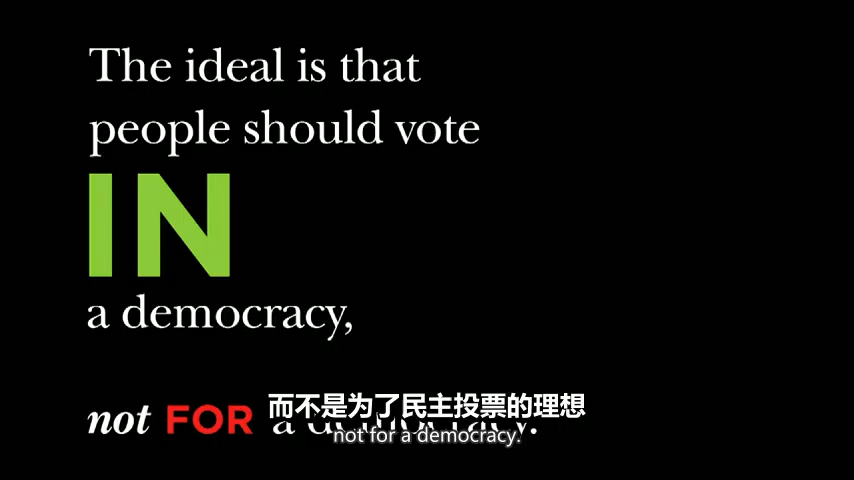 The ideal is that
people should vote
IN
a democracy,
not FOR a democracy.
而不是为了民主投票的理想
not for a democracy.